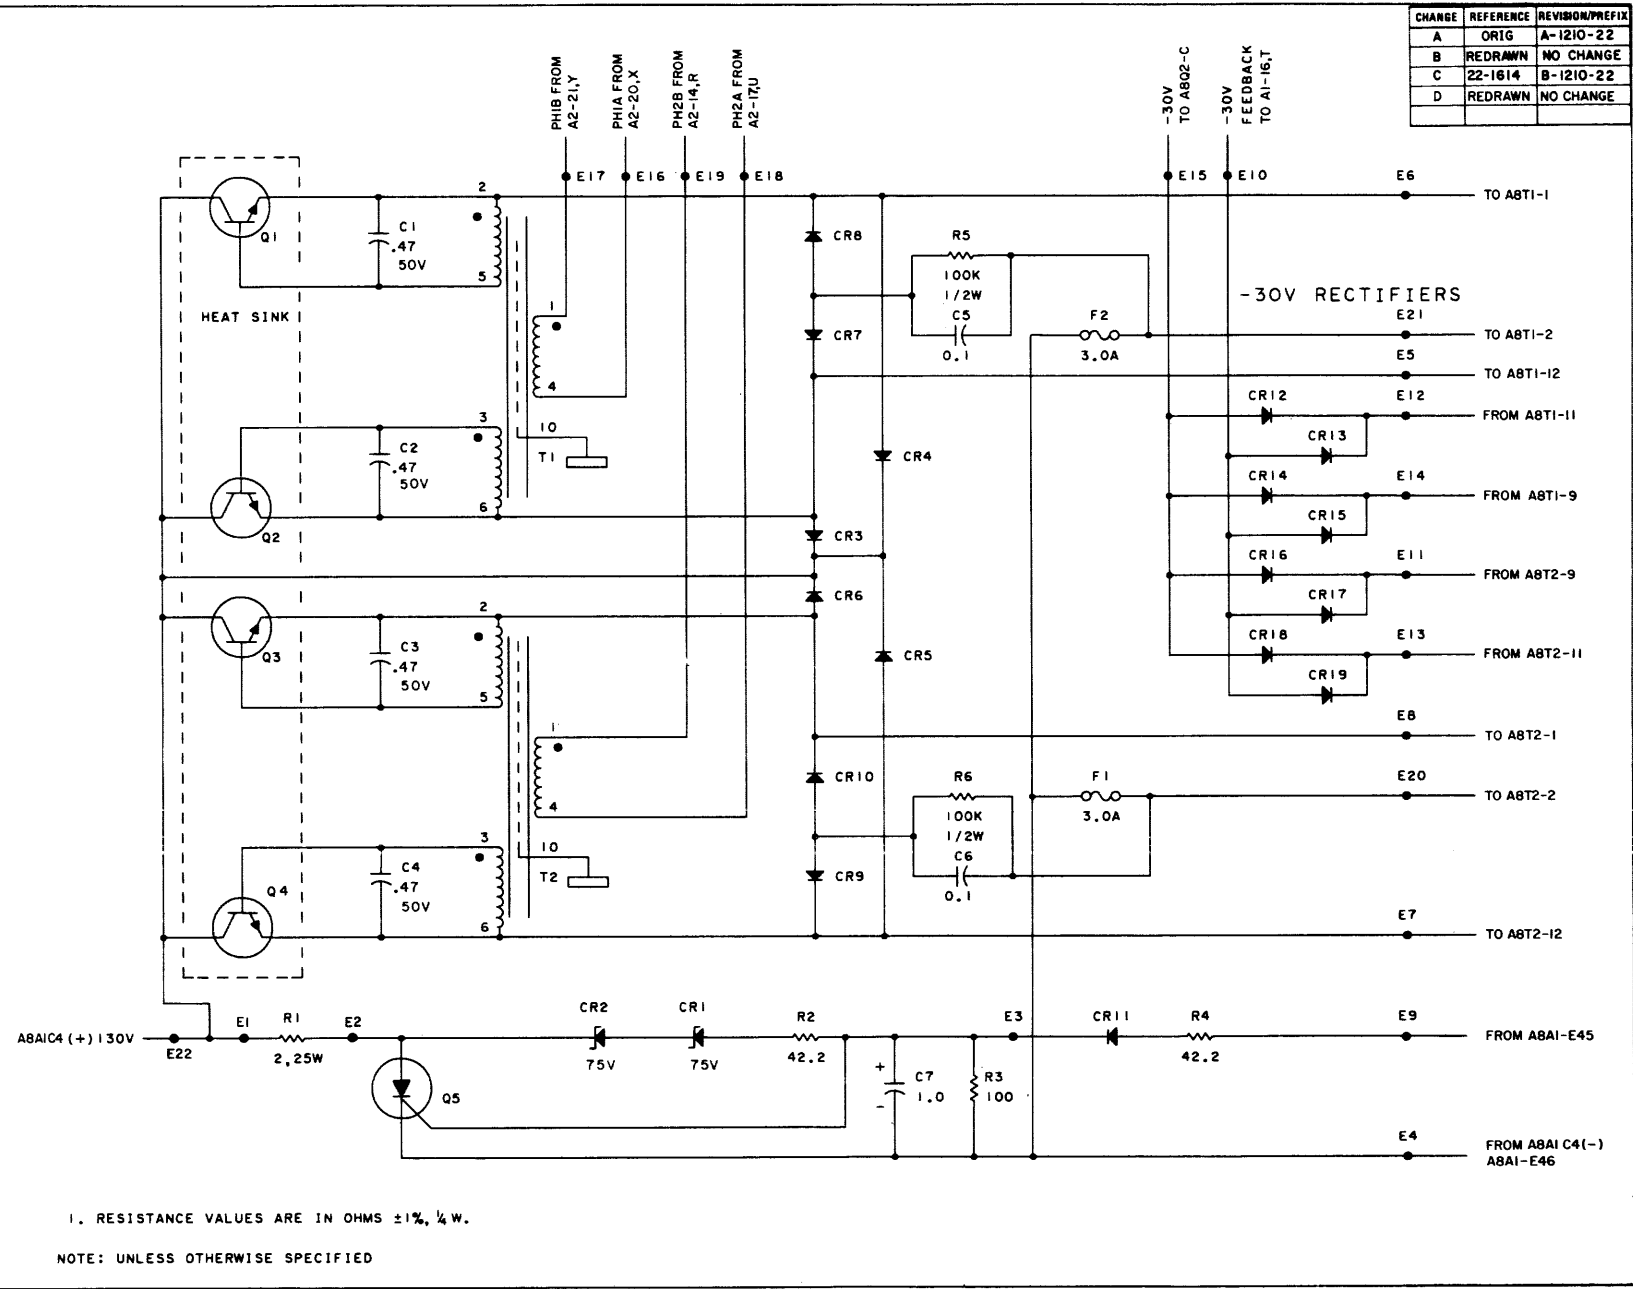 CHANGE REFERENCE REVISION/PREFIX
A ORIG A-1210-22
B REDRAWN NO CHANGE
C 22-1614 B-1210-22
D REDRAWN NO CHANGE
PH1B FROM
A2-21,Y
PH1A FROM
A2-20,X
PH2B FROM
A2-14,R
PH2A FROM
A2-17,U
-30V
TO A8Q2-C
-30V
FEEDBACK
TO A1-16,T
E17
E16
E19
E18
E15
E10
E6
TO A8T1-1
Q1
C1
.47
50V
2
5
HEAT SINK
1
4
CR8
R5
100K
1/2W
C5
0.1
CR7
F2
3.0A
-30V RECTIFIERS
E21
TO A8T1-2
E5
TO A8T1-12
CR12
E12
FROM A8T1-11
CR13
3
C2
.47
50V
10
T1
CR4
CR14
E14
FROM A8T1-9
CR15
6
Q2
CR3
CR16
E11
FROM A8T2-9
CR6
CR17
2
Q3
C3
.47
50V
5
CR5
CR18
E13
FROM A8T2-11
CR19
1
4
E8
TO A8T2-1
CR10
R6
100K
1/2W
C6
0.1
F1
3.0A
E20
TO A8T2-2
3
Q4
C4
.47
50V
10
T2
CR9
6
E7
TO A8T2-12
A8A1C4 (+) 130V
E22
E1
R1
2,25W
E2
CR2
75V
CR1
75V
R2
42.2
E3
CR11
R4
42.2
E9
FROM A8A1-E45
Q5
+
-
C7
1.0
R3
100
E4
FROM A8A1 C4(-)
A8A1-E46
1. RESISTANCE VALUES ARE IN OHMS ±1%, ¼ W.
NOTE: UNLESS OTHERWISE SPECIFIED